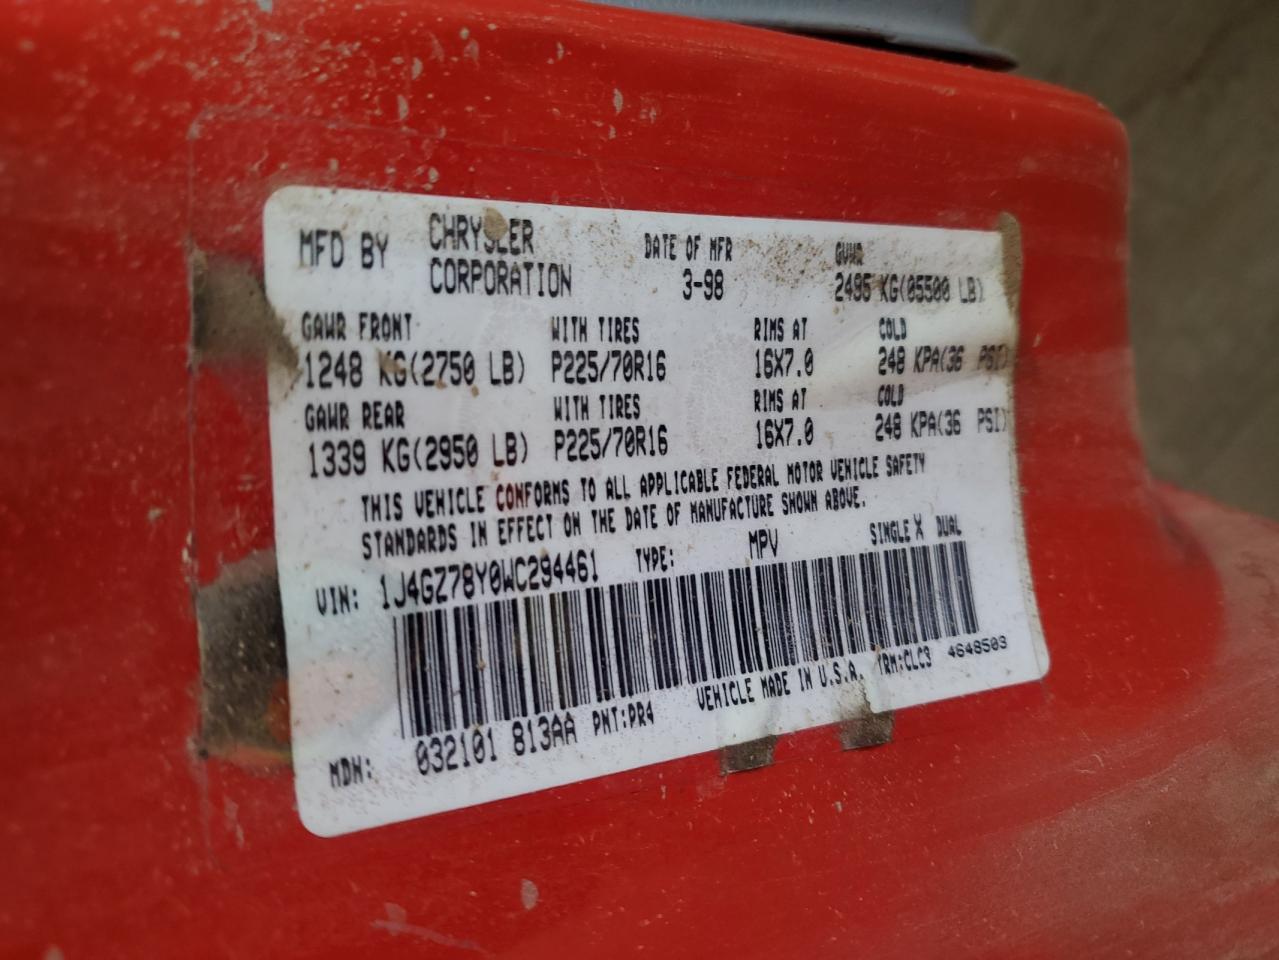 MFD BY CHRYSLER CORPORATION DATE OF MFR 3-98 GVWR 2495 KG(05500 LB)
GAWR FRONT WITH TIRES RIMS AT COLD
1248 KG(2750 LB) P225/70R16 16X7.0 248 KPA(36 PSI)
GAWR REAR WITH TIRES RIMS AT COLD
1339 KG(2950 LB) P225/70R16 16X7.0 248 KPA(36 PSI)
THIS VEHICLE CONFORMS TO ALL APPLICABLE FEDERAL MOTOR VEHICLE SAFETY
STANDARDS IN EFFECT ON THE DATE OF MANUFACTURE SHOWN ABOVE.
VIN: 1J4GZ78Y0WC294461 TYPE: MPV SINGLE X DUAL
MDH: 032101 813AA PNT:PR4 VEHICLE MADE IN U.S.A. TRM:CLC3 4648503